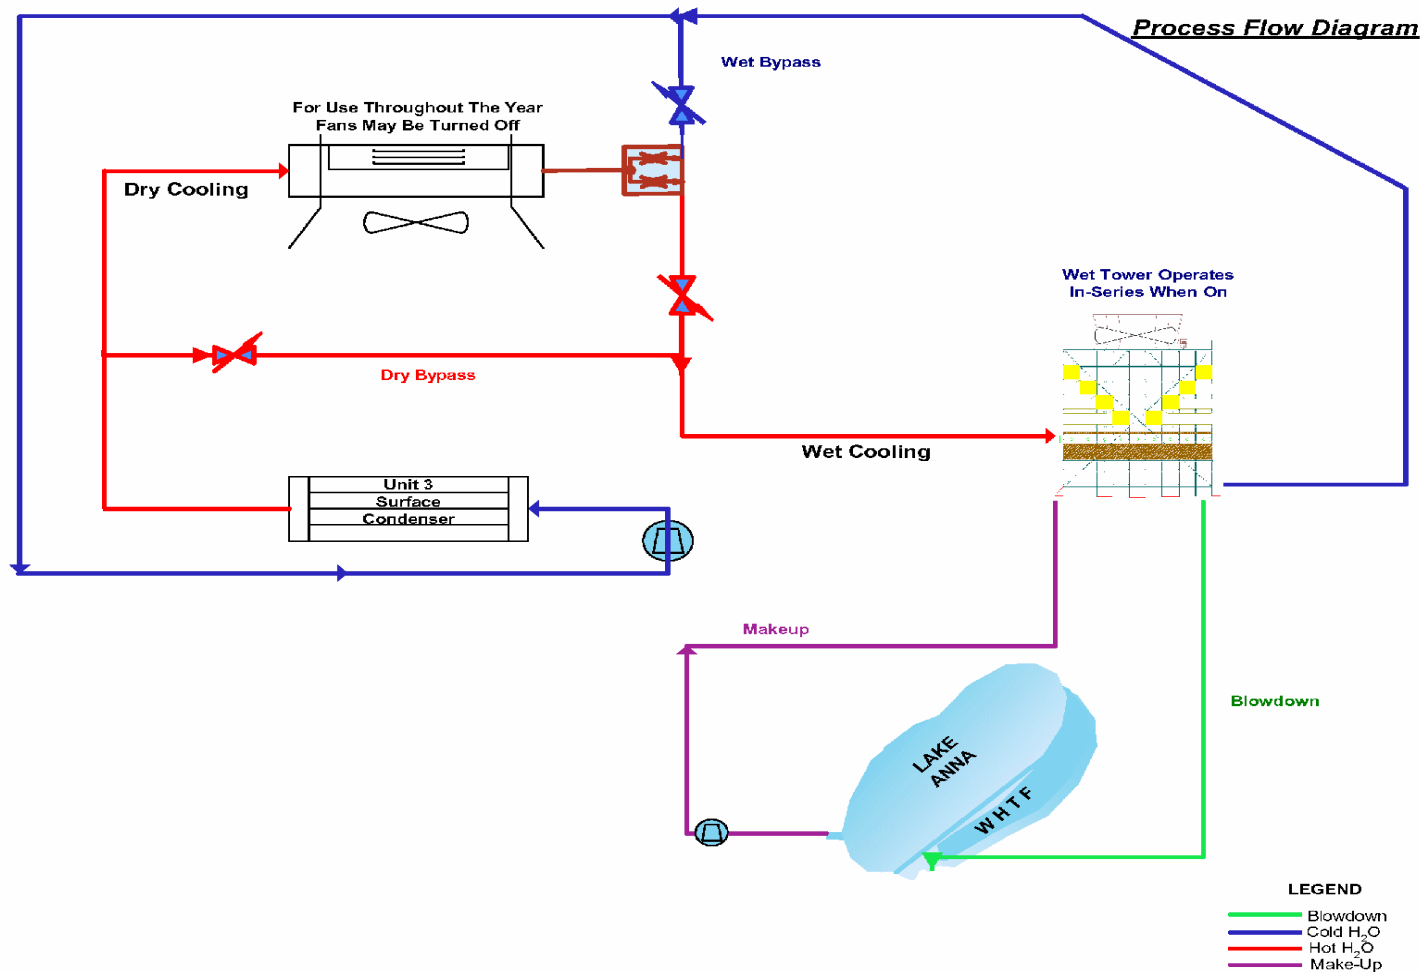 Process Flow Diagram
Wet Bypass
For Use Throughout The Year
Fans May Be Turned Off
Dry Cooling
Wet Tower Operates
In-Series When On
Dry Bypass
Wet Cooling
Unit 3
Surface
Condenser
Makeup
Blowdown
LAKE
ANNA
WHTF
LEGEND
Blowdown
Cold H₂O
Hot H₂O
Make-Up